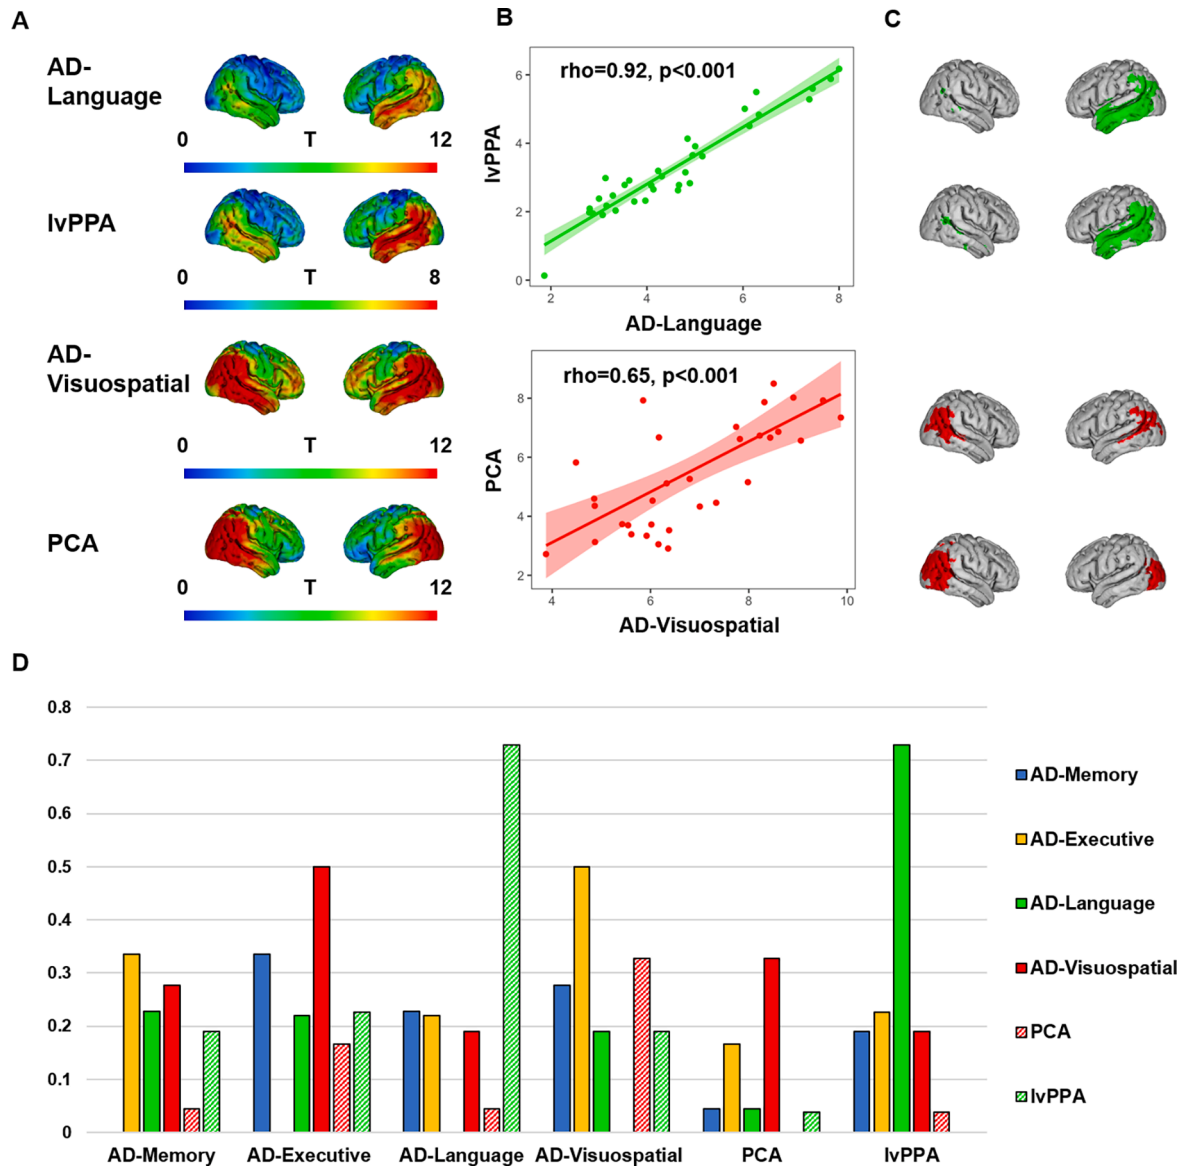 A
B
C
AD-
Language
0 T 12
lvPPA
0 T 8
AD-
Visuospatial
0 T 12
PCA
0 T 12
rho=0.92, p<0.001
lvPPA
6
4
2
0
2 4 6 8
AD-Language
rho=0.65, p<0.001
PCA
8
6
4
2
4 6 8 10
AD-Visuospatial
D
0.8
0.7
0.6
0.5
0.4
0.3
0.2
0.1
0
AD-Memory AD-Executive AD-Language AD-Visuospatial PCA lvPPA
AD-Memory
AD-Executive
AD-Language
AD-Visuospatial
PCA
lvPPA